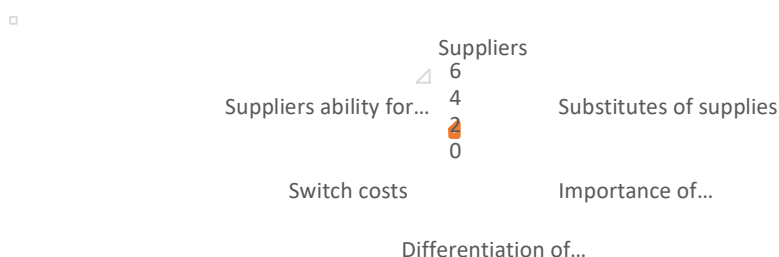 Suppliers
6
Suppliers ability for…
4
Substitutes of supplies
2
0
Switch costs
Importance of…
Differentiation of…